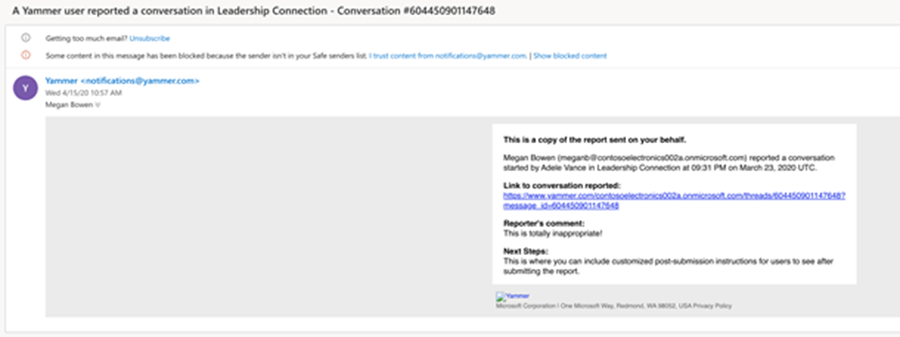 A Yammer user reported a conversation in Leadership Connection - Conversation #604450901147648
Getting too much email? Unsubscribe
Some content in this message has been blocked because the sender isn't in your Safe senders list. I trust content from notifications@yammer.com. | Show blocked content
Y
Yammer <notifications@yammer.com>
Wed 4/15/20 10:57 AM
Megan Bowen
This is a copy of the report sent on your behalf.
Megan Bowen (meganb@contosoelectronics002a.onmicrosoft.com) reported a conversation
started by Adele Vance in Leadership Connection at 09:31 PM on March 23, 2020 UTC.
Link to conversation reported:
https://www.yammer.com/contosoelectronics002a.onmicrosoft.com/threads/604450901147648?
message_id=604450901147648
Reporter's comment:
This is totally inappropriate!
Next Steps:
This is where you can include customized post-submission instructions for users to see after
submitting the report.
Yammer
Microsoft Corporation | One Microsoft Way, Redmond, WA 98052, USA Privacy Policy